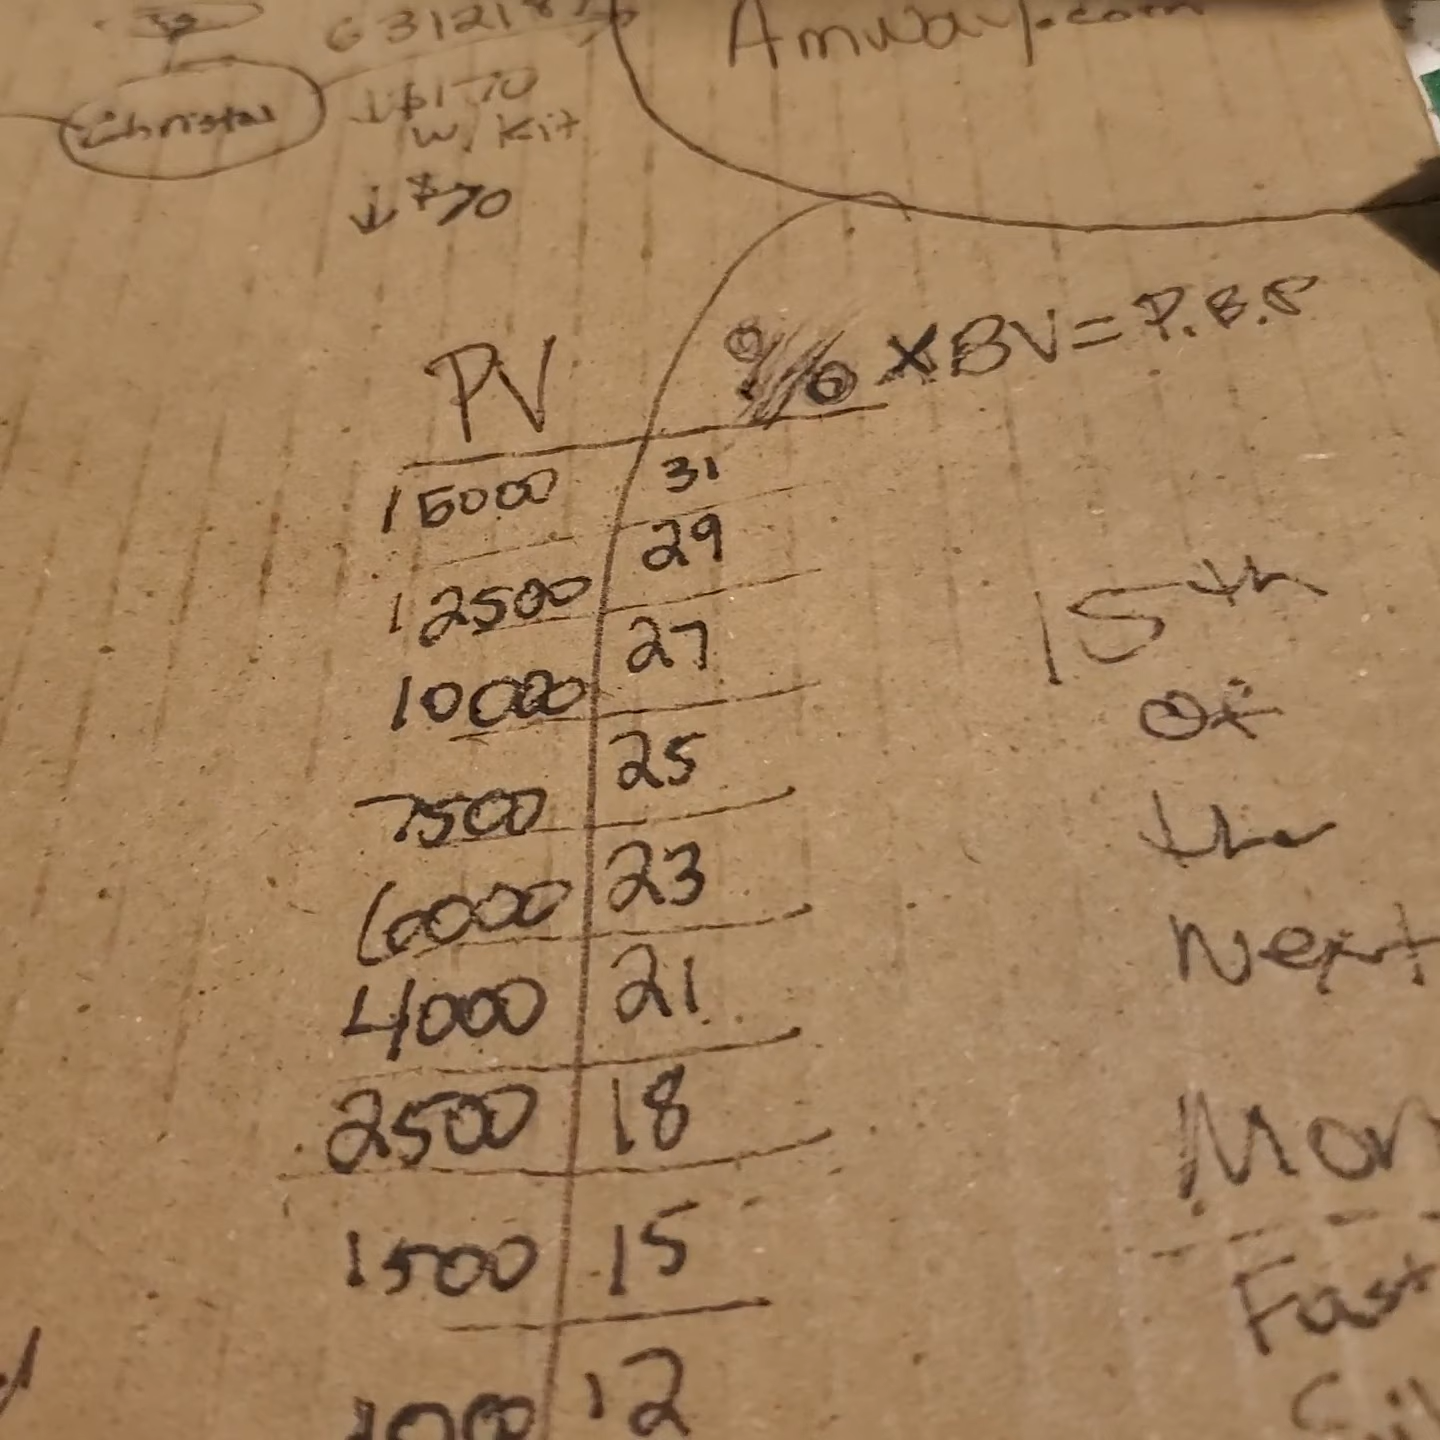 Amway.com
Christal
↓$170
w. Kit
↓$70
PV % X BV = P.B.P
15000 31
12500 29
10000 27
7500 25
6000 23
4000 21
2500 18
1500 15
1000 12
15th
of
the
Next
Mon
Fast